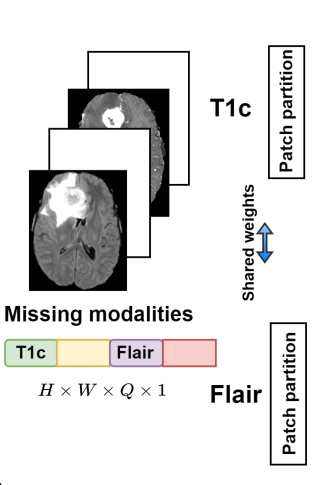 T1c
Patch partition
Shared weights
Missing modalities
T1c
Flair
H × W × Q × 1
Flair
Patch partition